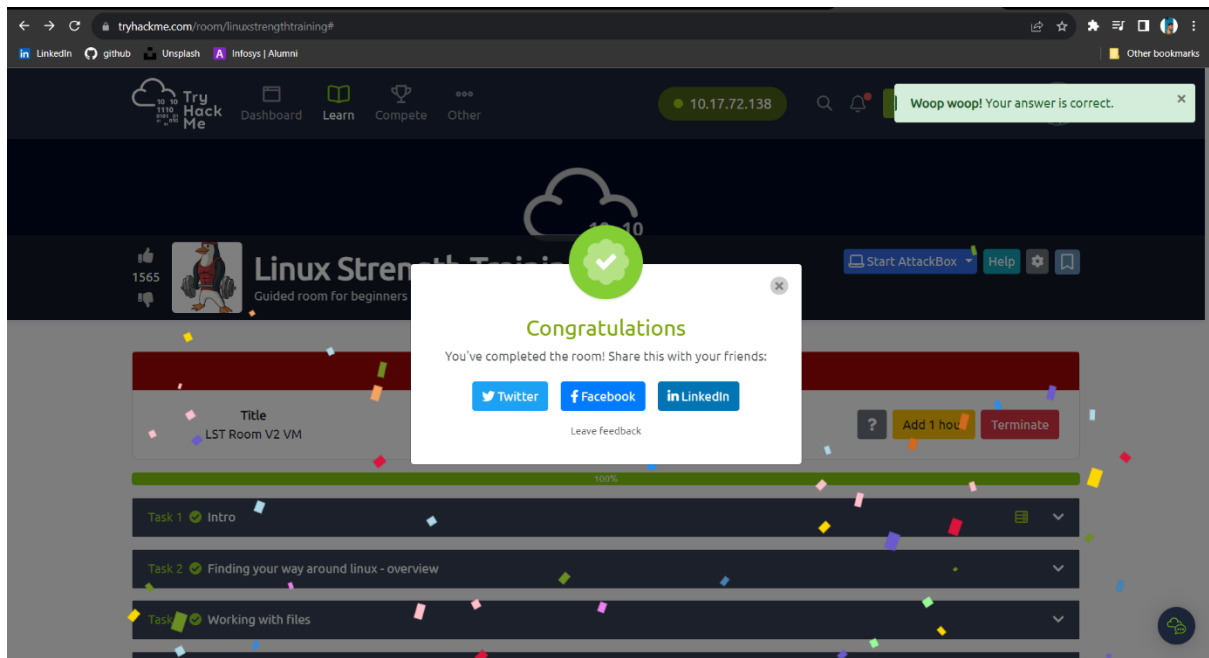 tryhackme.com/room/linuxstrengthtraining#
in LinkedIn github Unsplash A Infosys | Alumni Other bookmarks
Try
Hack
Me
Dashboard Learn Compete Other
10.17.72.138
Woop woop! Your answer is correct.
1565
Linux Stren
Guided room for beginners
Start AttackBox Help
Congratulations
You've completed the room! Share this with your friends:
Twitter Facebook in LinkedIn
Leave feedback
Title
LST Room V2 VM
? Add 1 hou Terminate
100%
Task 1 Intro
Task 2 Finding your way around linux - overview
Task Working with files